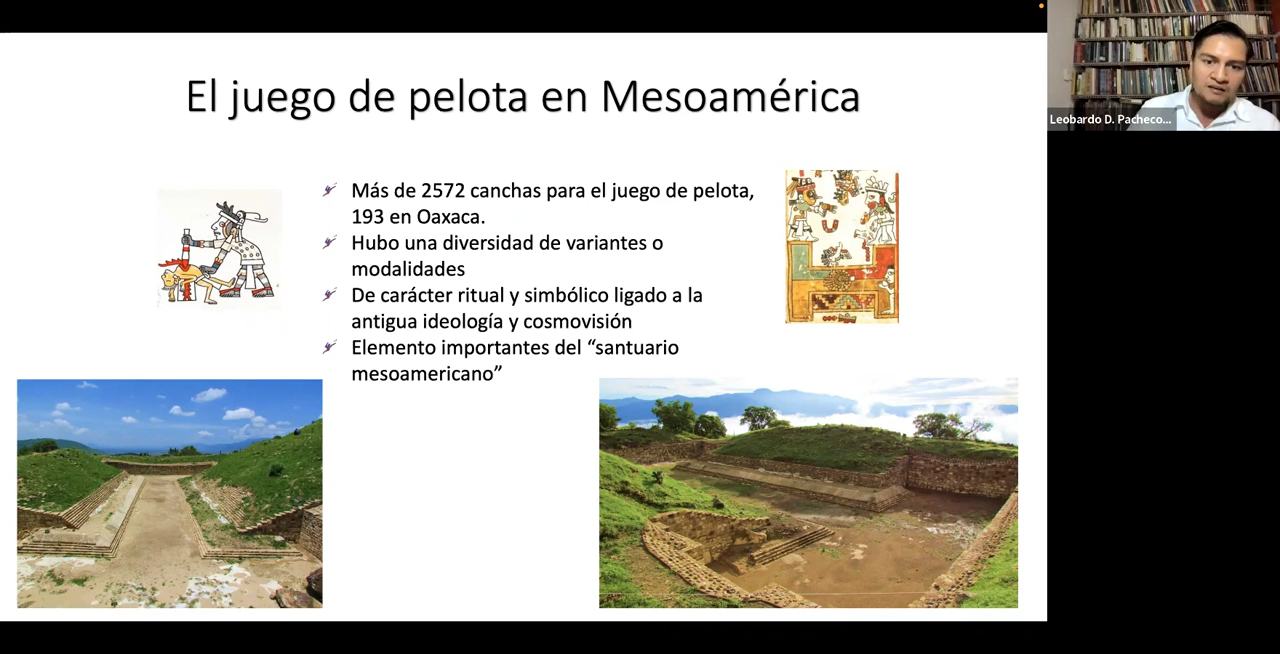 El juego de pelota en Mesoamérica
Más de 2572 canchas para el juego de pelota,
193 en Oaxaca.
Hubo una diversidad de variantes o
modalidades
De carácter ritual y simbólico ligado a la
antigua ideología y cosmovisión
Elemento importantes del “santuario
mesoamericano”
Leobardo D. Pacheco...